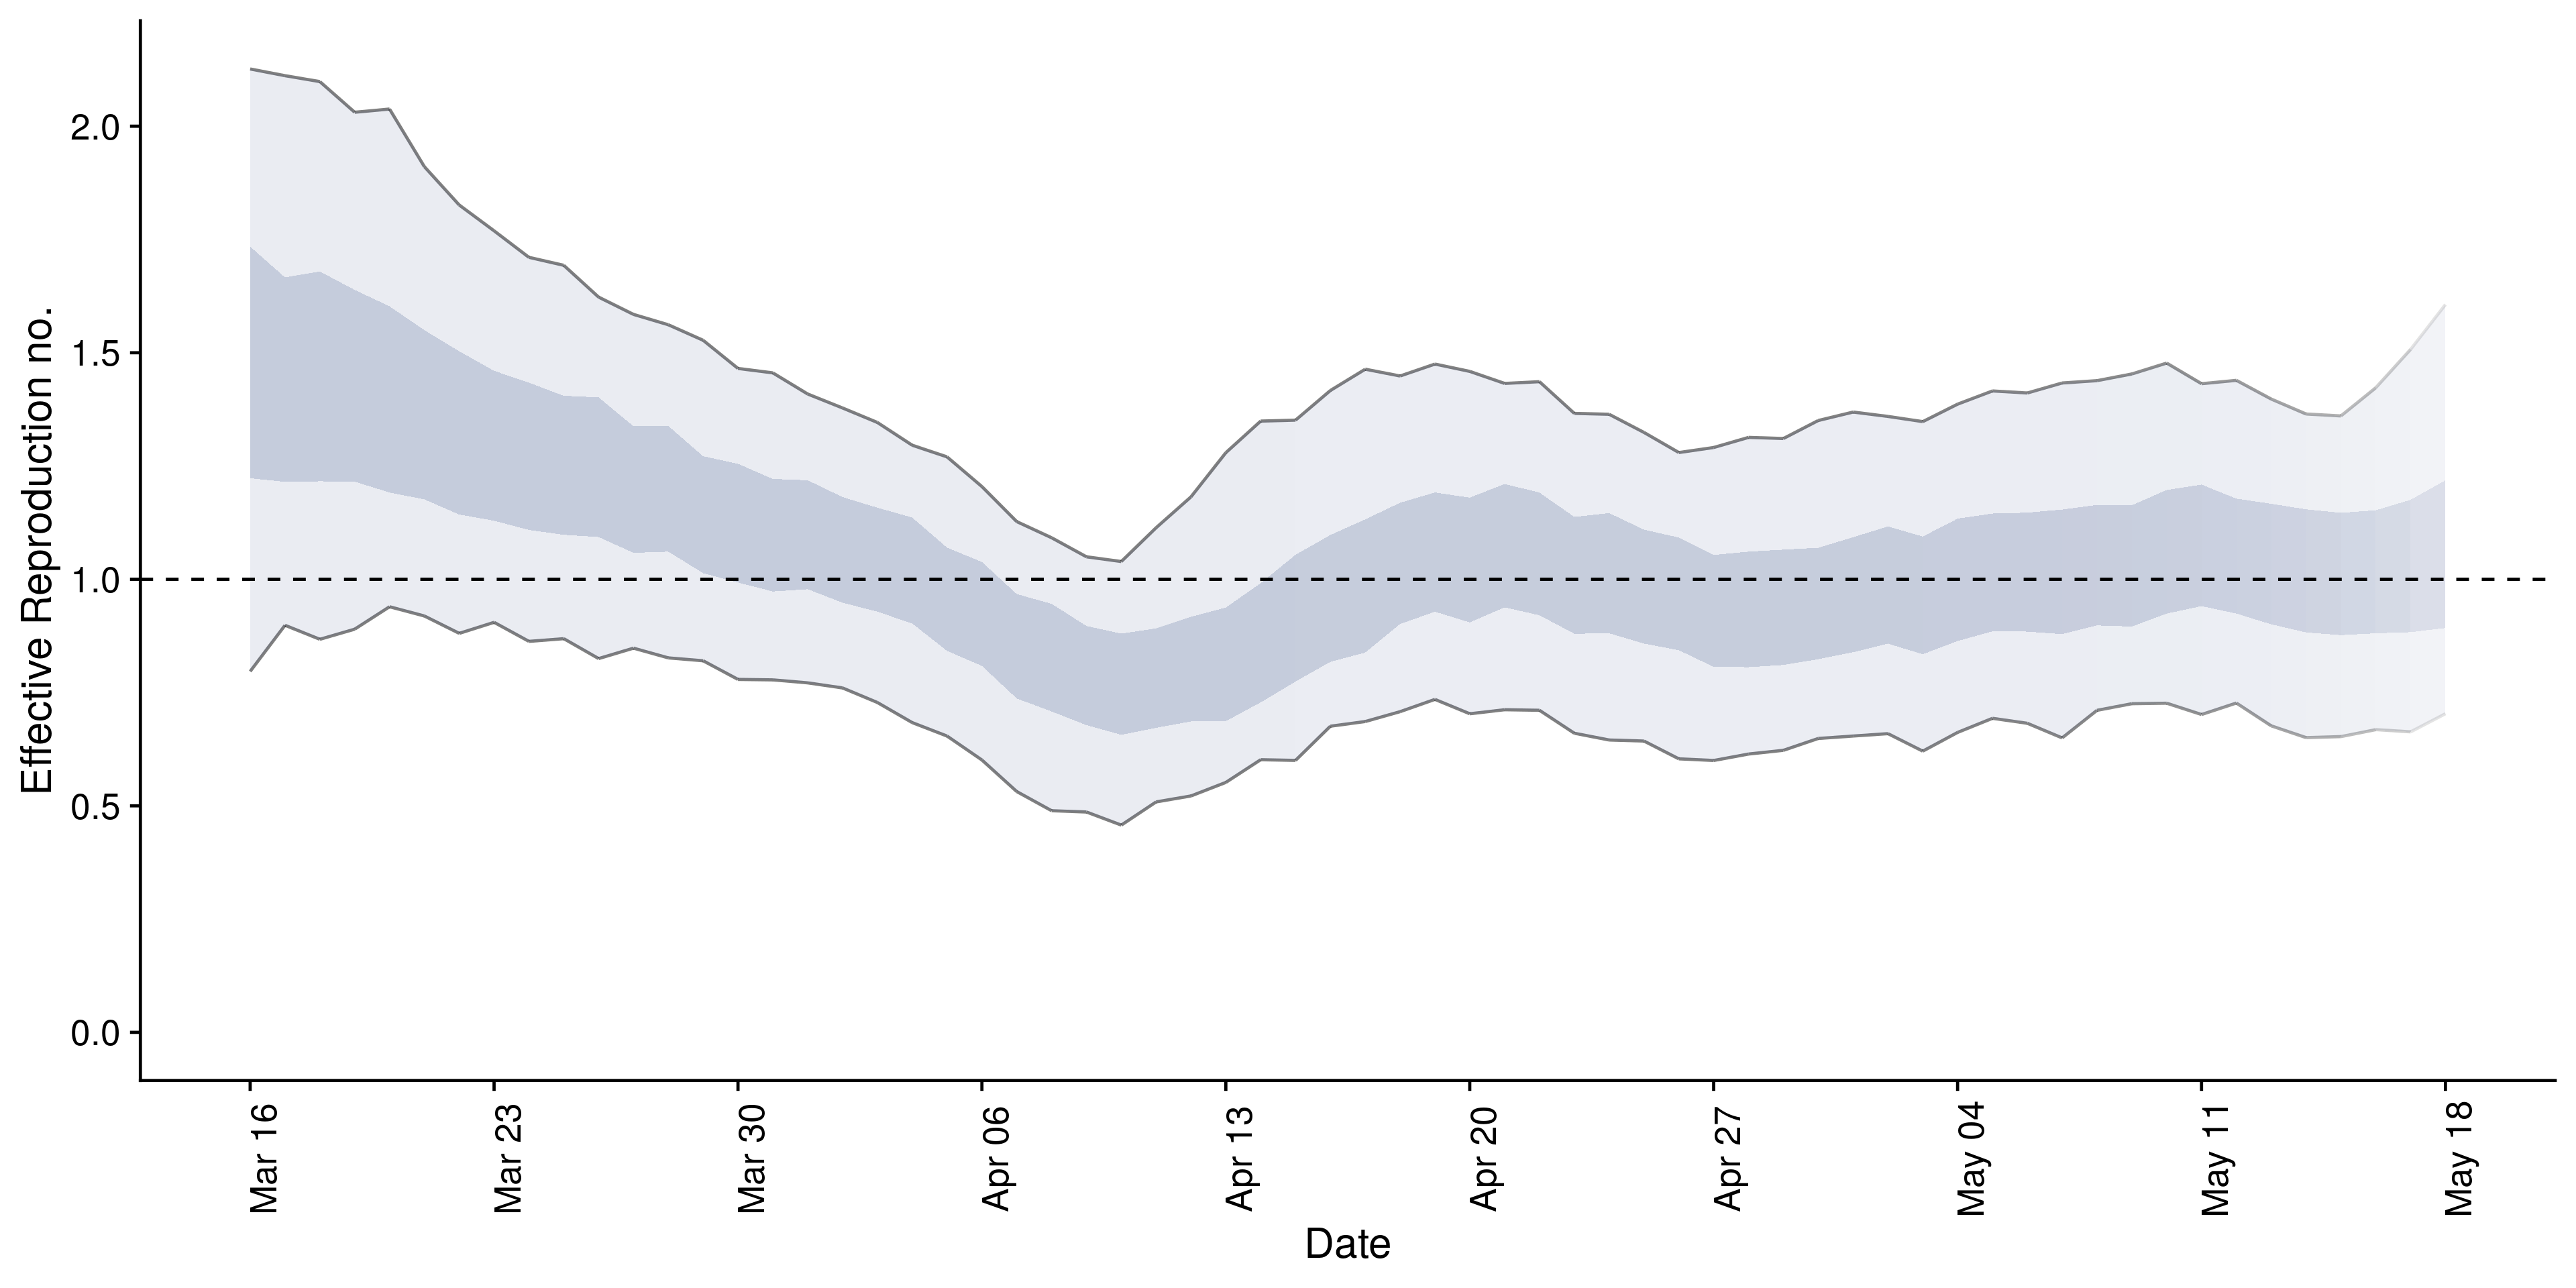 Effective Reproduction no.
2.0
1.5
1.0
0.5
0.0
Mar 16
Mar 23
Mar 30
Apr 06
Apr 13
Apr 20
Apr 27
May 04
May 11
May 18
Date